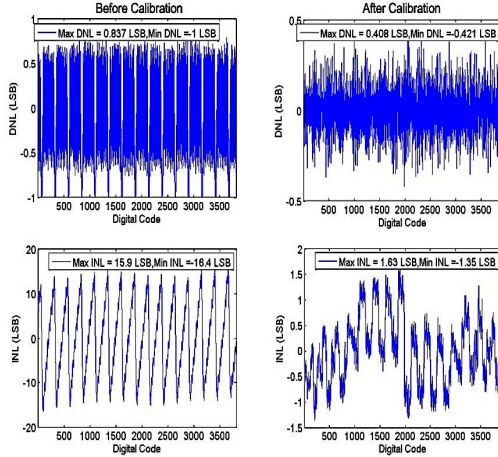 Before Calibration
Max DNL = 0.837 LSB,Min DNL =-1 LSB
1
0.5
0
-0.5
-1
DNL (LSB)
500 1000 1500 2000 2500 3000 3500
Digital Code
After Calibration
Max DNL = 0.408 LSB,Min DNL =-0.421 LSB
0.5
0
-0.5
DNL (LSB)
500 1000 1500 2000 2500 3000 3500
Digital Code
Max INL = 15.9 LSB,Min INL =-16.4 LSB
20
10
0
-10
-20
INL (LSB)
500 1000 1500 2000 2500 3000 3500
Digital Code
Max INL = 1.63 LSB,Min INL =-1.35 LSB
2
1.5
1
0.5
0
-0.5
-1
-1.5
INL (LSB)
500 1000 1500 2000 2500 3000 3500
Digital Code